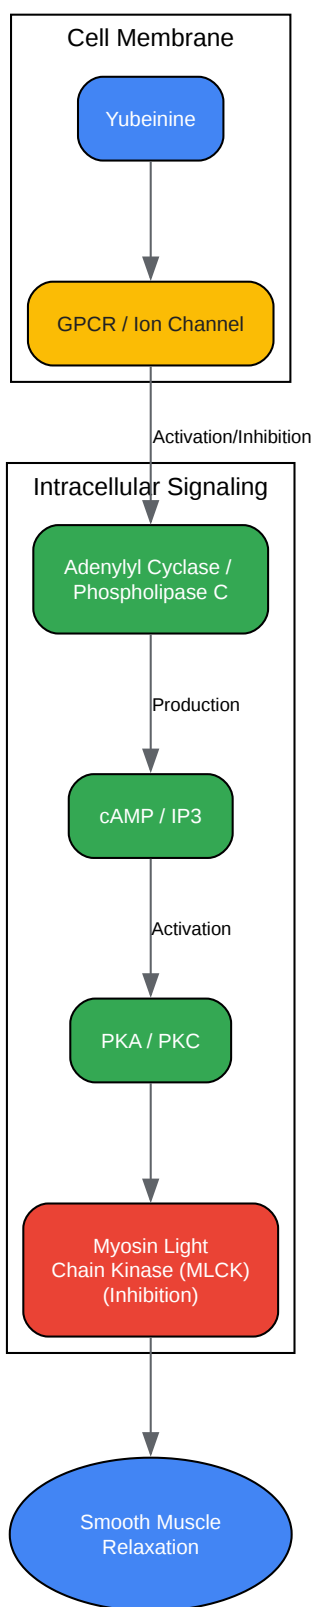 Cell Membrane
Yubeinine
GPCR / Ion Channel
Activation/Inhibition
Intracellular Signaling
Adenylyl Cyclase /
Phospholipase C
Production
cAMP / IP3
Activation
PKA / PKC
Myosin Light
Chain Kinase (MLCK)
(Inhibition)
Smooth Muscle
Relaxation